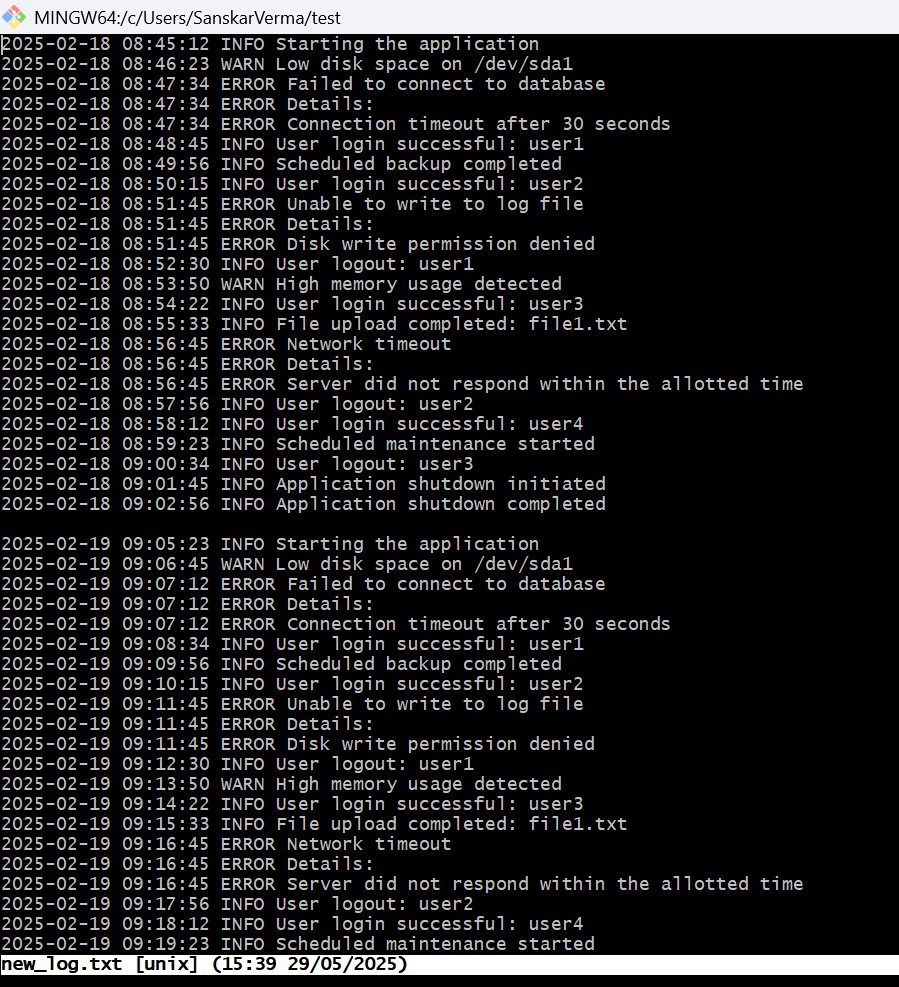 MINGW64:/c/Users/SanskarVerma/test
2025-02-18 08:45:12 INFO Starting the application
2025-02-18 08:46:23 WARN Low disk space on /dev/sda1
2025-02-18 08:47:34 ERROR Failed to connect to database
2025-02-18 08:47:34 ERROR Details:
2025-02-18 08:47:34 ERROR Connection timeout after 30 seconds
2025-02-18 08:48:45 INFO User login successful: user1
2025-02-18 08:49:56 INFO Scheduled backup completed
2025-02-18 08:50:15 INFO User login successful: user2
2025-02-18 08:51:45 ERROR Unable to write to log file
2025-02-18 08:51:45 ERROR Details:
2025-02-18 08:51:45 ERROR Disk write permission denied
2025-02-18 08:52:30 INFO User logout: user1
2025-02-18 08:53:50 WARN High memory usage detected
2025-02-18 08:54:22 INFO User login successful: user3
2025-02-18 08:55:33 INFO File upload completed: file1.txt
2025-02-18 08:56:45 ERROR Network timeout
2025-02-18 08:56:45 ERROR Details:
2025-02-18 08:56:45 ERROR Server did not respond within the allotted time
2025-02-18 08:57:56 INFO User logout: user2
2025-02-18 08:58:12 INFO User login successful: user4
2025-02-18 08:59:23 INFO Scheduled maintenance started
2025-02-18 09:00:34 INFO User logout: user3
2025-02-18 09:01:45 INFO Application shutdown initiated
2025-02-18 09:02:56 INFO Application shutdown completed
2025-02-19 09:05:23 INFO Starting the application
2025-02-19 09:06:45 WARN Low disk space on /dev/sda1
2025-02-19 09:07:12 ERROR Failed to connect to database
2025-02-19 09:07:12 ERROR Details:
2025-02-19 09:07:12 ERROR Connection timeout after 30 seconds
2025-02-19 09:08:34 INFO User login successful: user1
2025-02-19 09:09:56 INFO Scheduled backup completed
2025-02-19 09:10:15 INFO User login successful: user2
2025-02-19 09:11:45 ERROR Unable to write to log file
2025-02-19 09:11:45 ERROR Details:
2025-02-19 09:11:45 ERROR Disk write permission denied
2025-02-19 09:12:30 INFO User logout: user1
2025-02-19 09:13:50 WARN High memory usage detected
2025-02-19 09:14:22 INFO User login successful: user3
2025-02-19 09:15:33 INFO File upload completed: file1.txt
2025-02-19 09:16:45 ERROR Network timeout
2025-02-19 09:16:45 ERROR Details:
2025-02-19 09:16:45 ERROR Server did not respond within the allotted time
2025-02-19 09:17:56 INFO User logout: user2
2025-02-19 09:18:12 INFO User login successful: user4
2025-02-19 09:19:23 INFO Scheduled maintenance started
new_log.txt [unix] (15:39 29/05/2025)